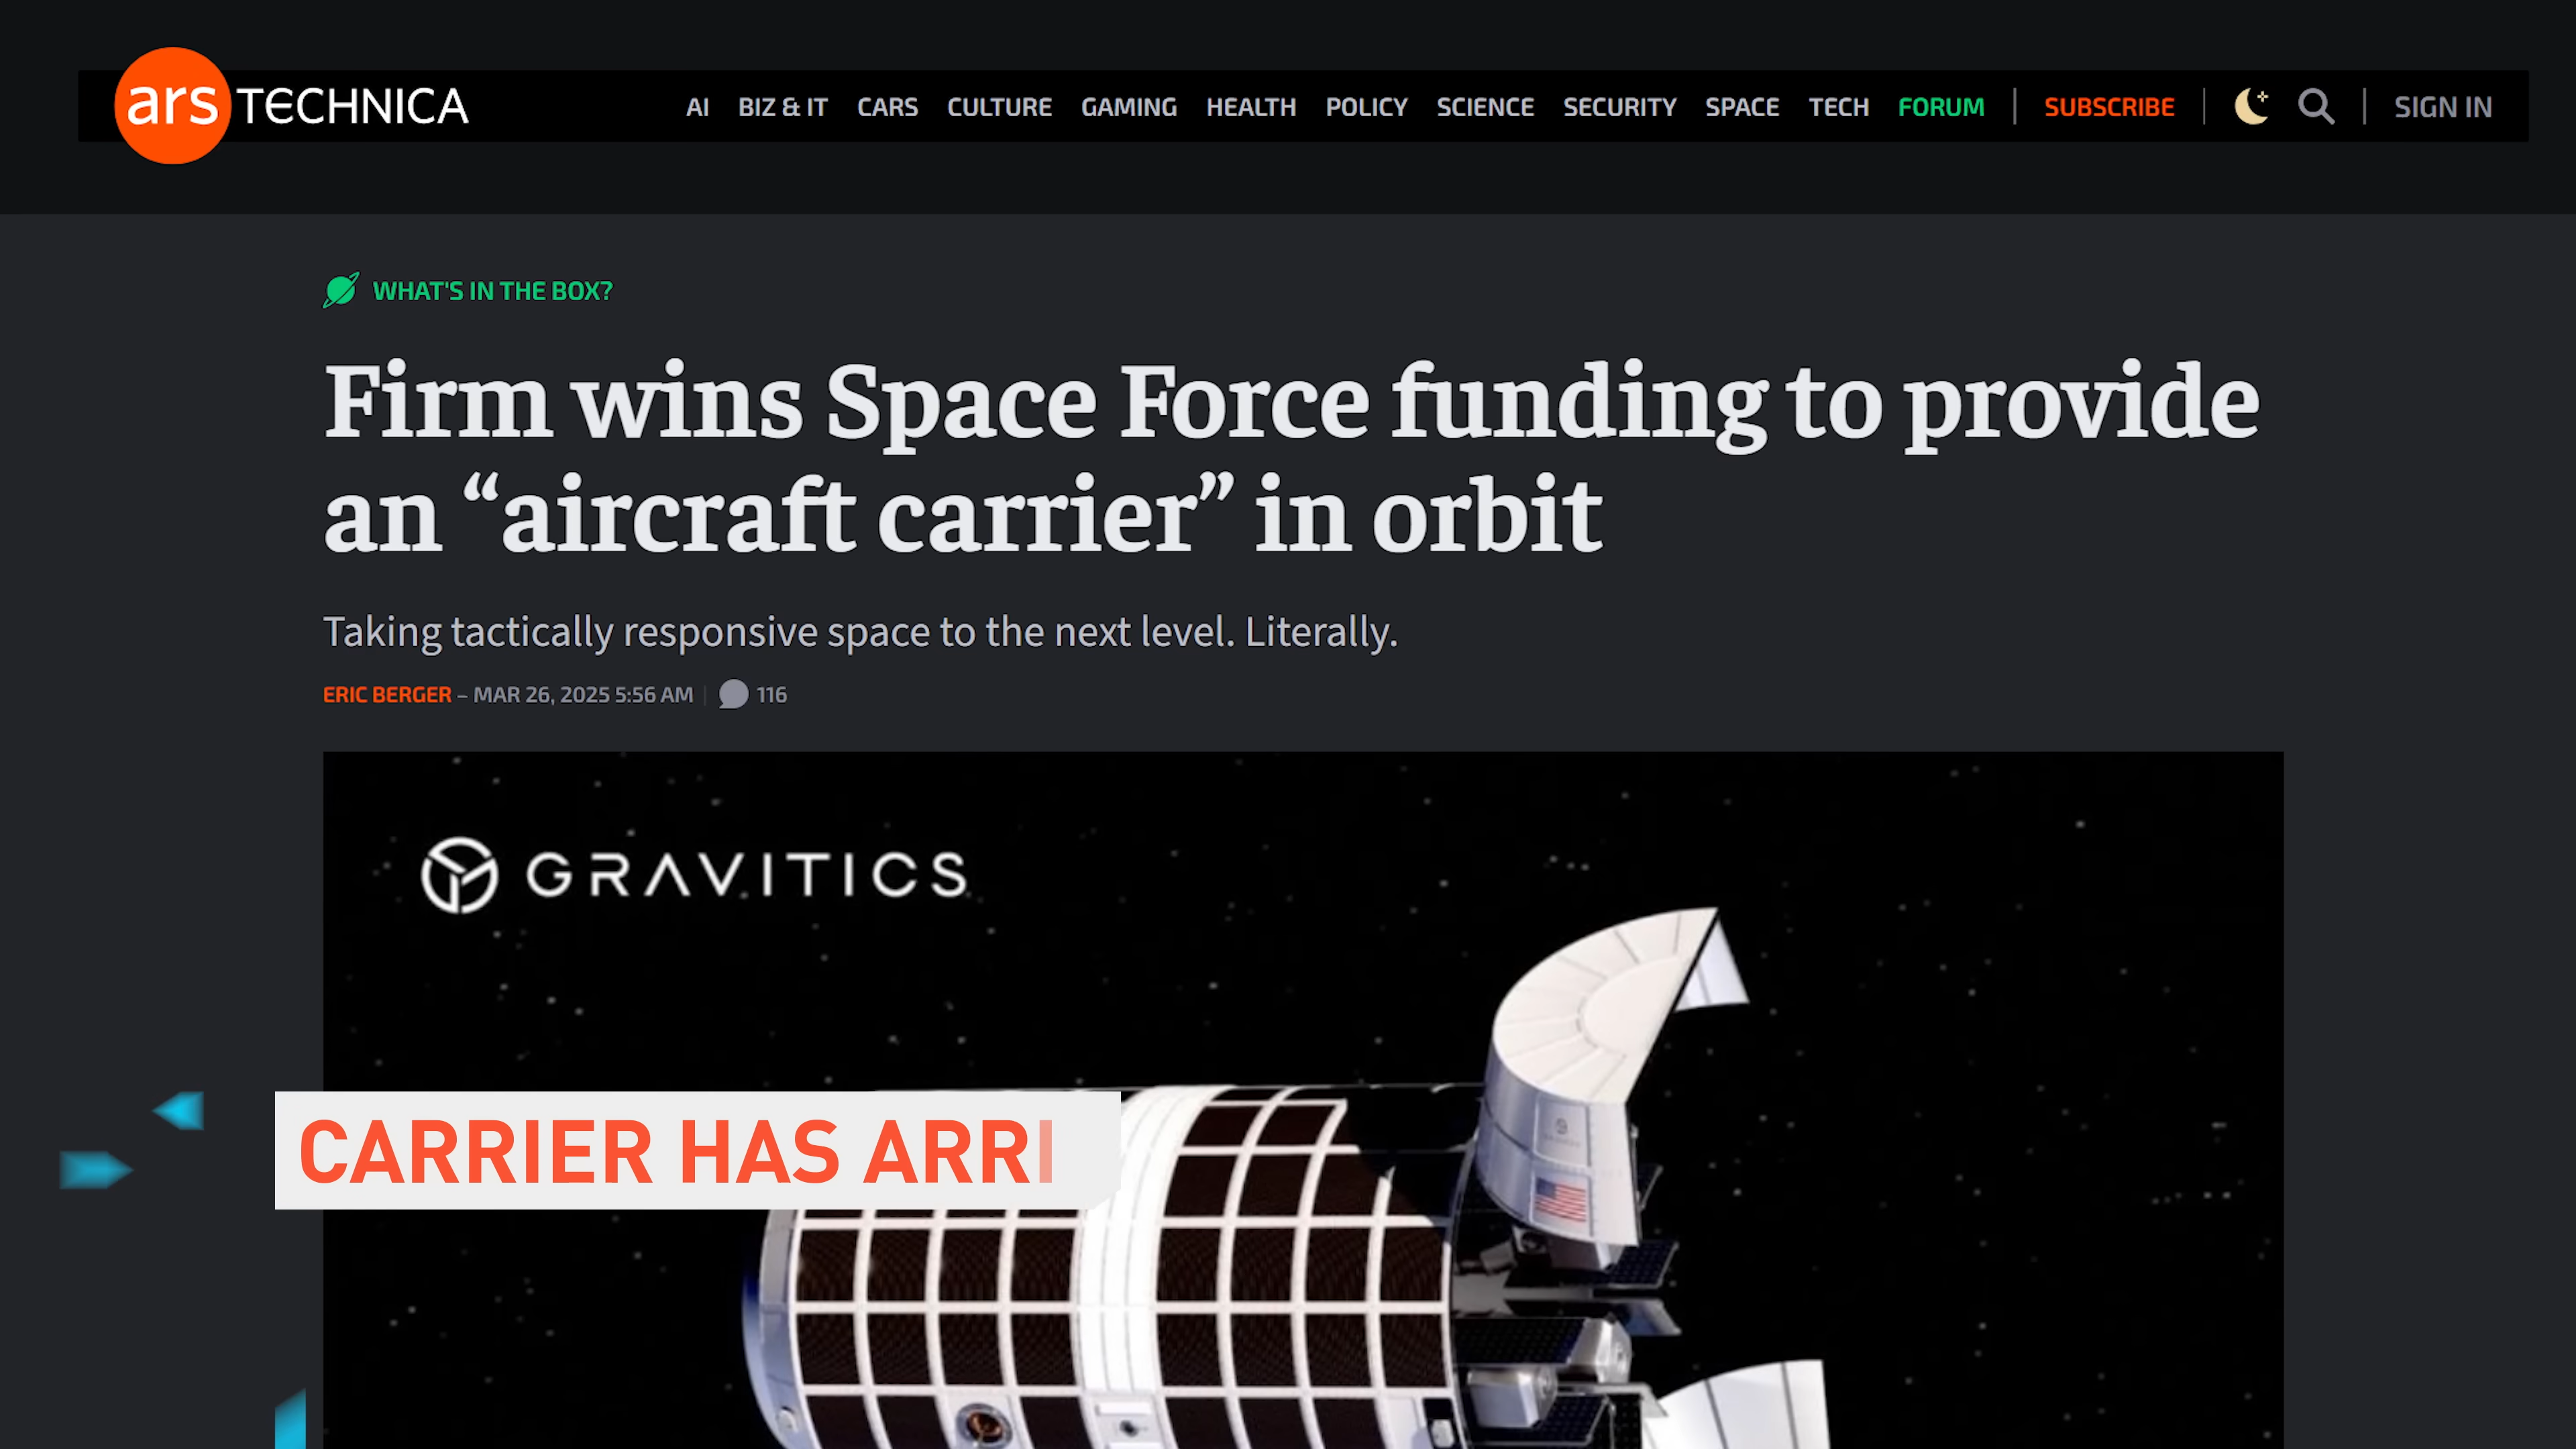 ars TECHNICA
AI BIZ & IT CARS CULTURE GAMING HEALTH POLICY SCIENCE SECURITY SPACE TECH FORUM SUBSCRIBE SIGN IN
WHAT'S IN THE BOX?
Firm wins Space Force funding to provide
an “aircraft carrier” in orbit
Taking tactically responsive space to the next level. Literally.
ERIC BERGER – MAR 26, 2025 5:56 AM | 116
GRAVITICS
CARRIER HAS ARRI